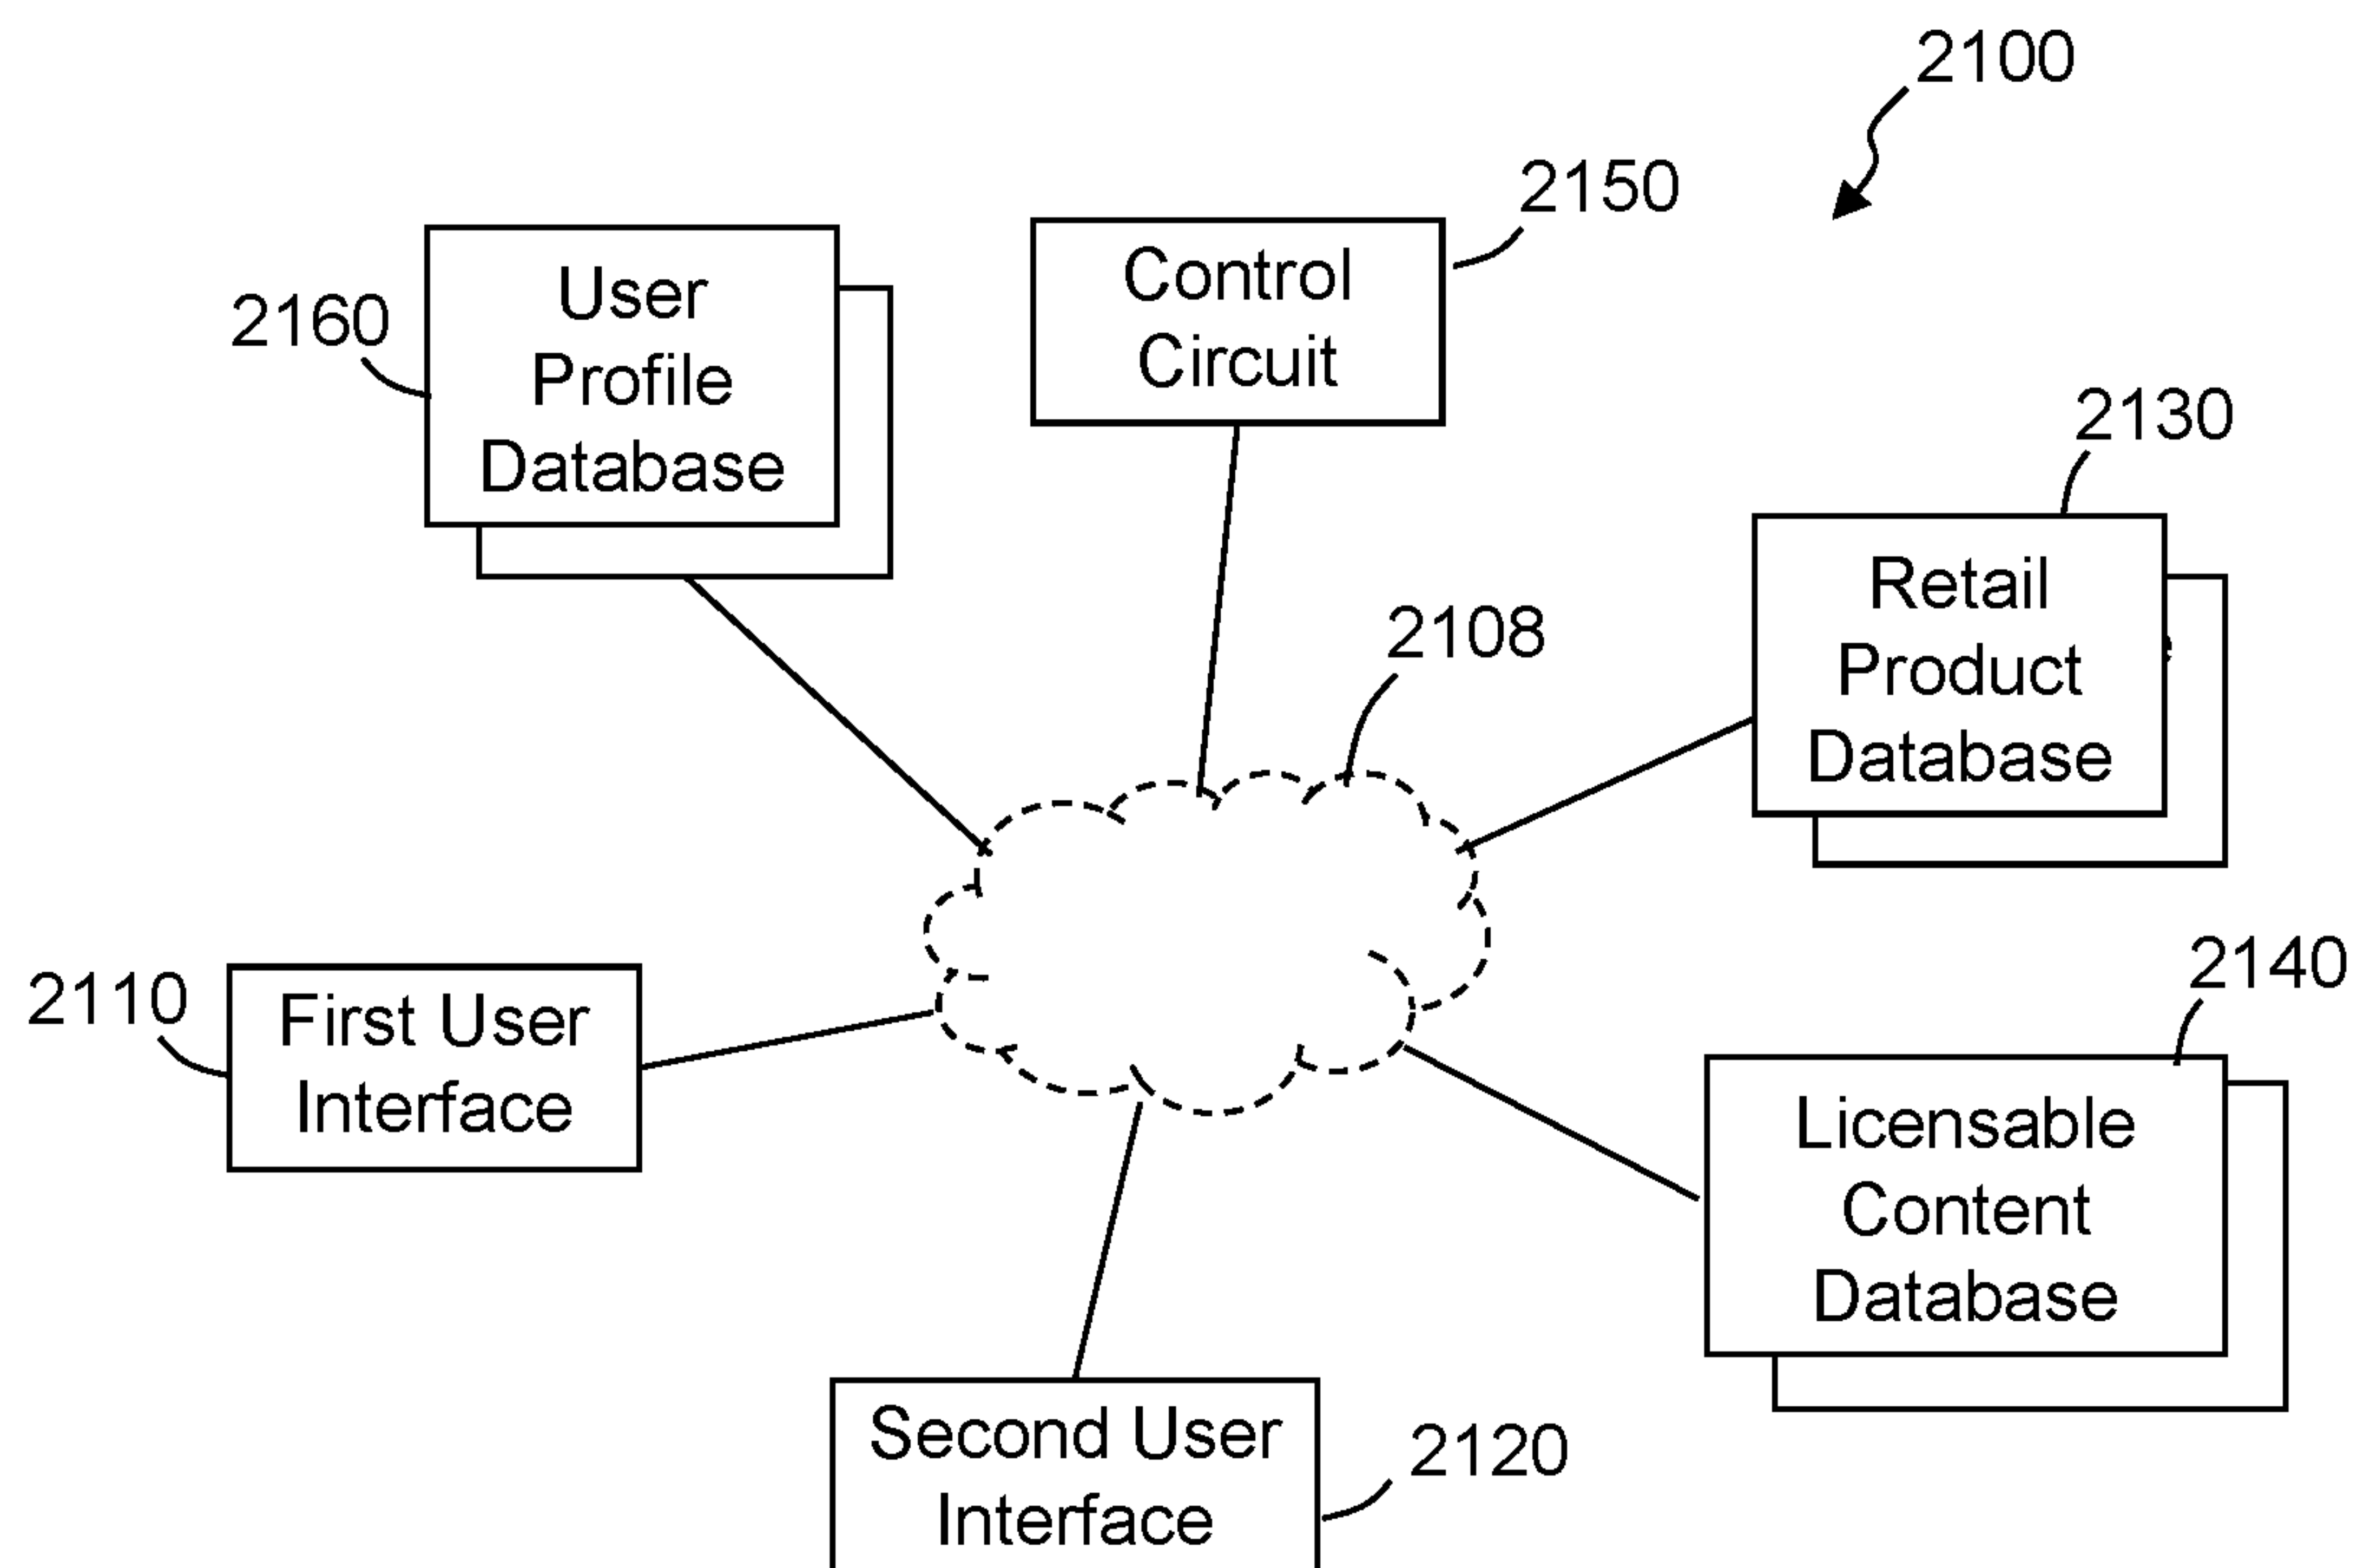 2100
2150
Control
Circuit
2160
User
Profile
Database
2130
Retail
Product
Database
2108
2110
First User
Interface
2140
Licensable
Content
Database
Second User
Interface
2120